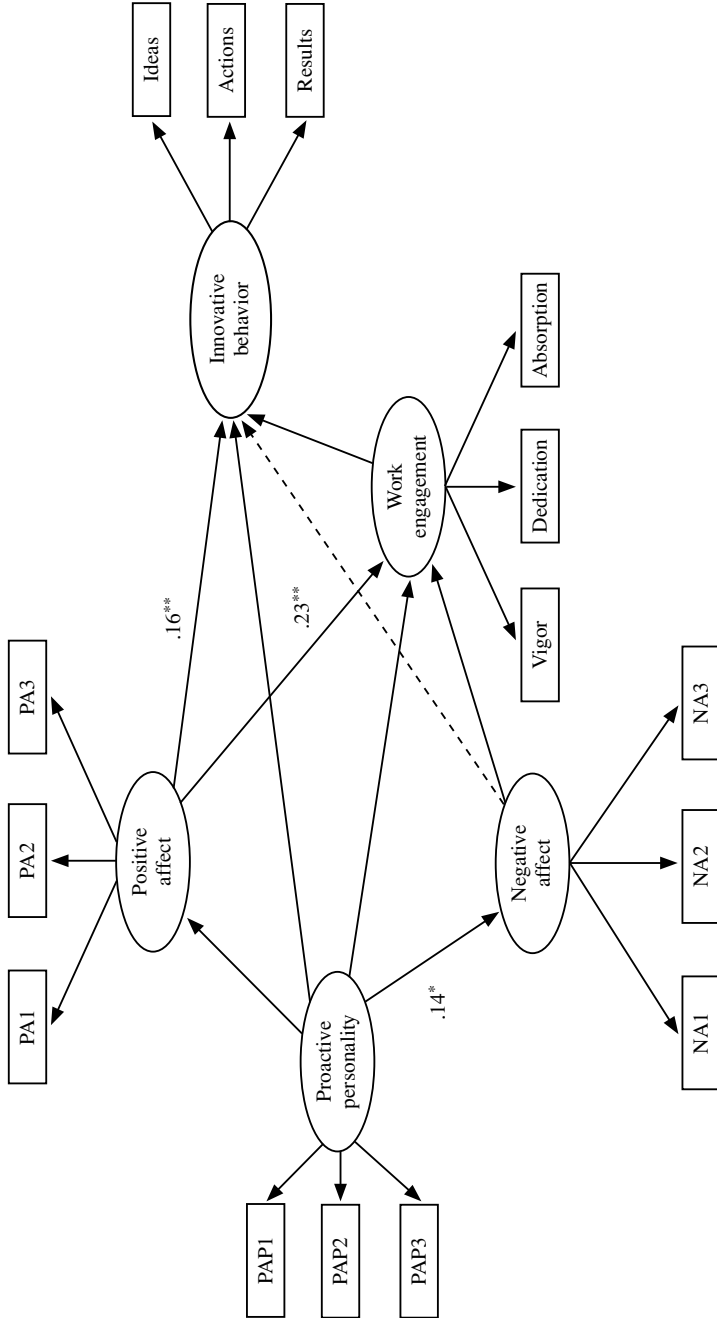 PA1
PA2
PA3
Positive
affect
.16**
Ideas
Actions
Results
Innovative
behavior
PAP1
PAP2
PAP3
Proactive
personality
.23**
.14*
Work
engagement
Vigor
Dedication
Absorption
Negative
affect
NA1
NA2
NA3